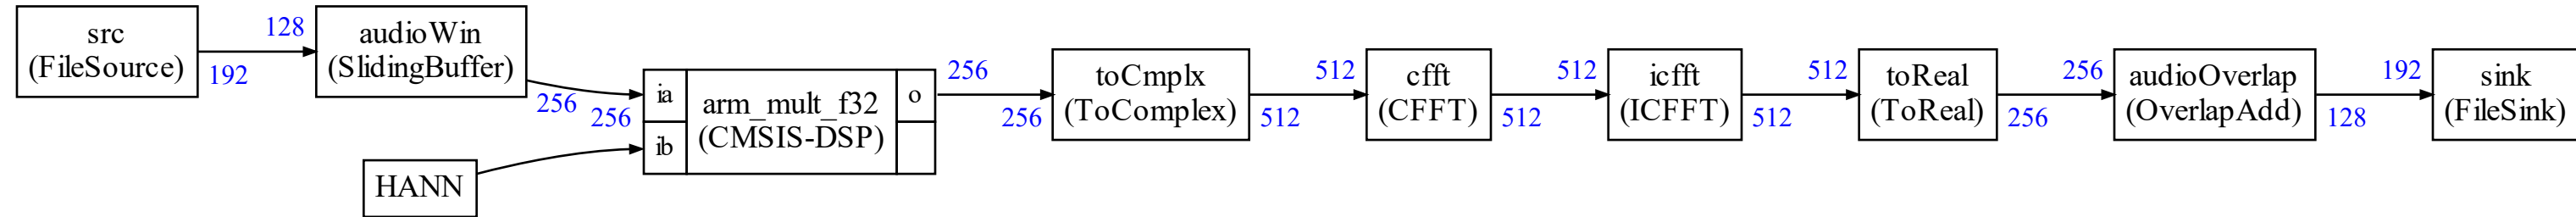 src
(FileSource)
192
128
audioWin
(SlidingBuffer)
256
256
HANN
ia
ib
arm_mult_f32
(CMSIS-DSP)
o
256
256
toCmplx
(ToComplex)
512
512
cfft
(CFFT)
512
512
icfft
(ICFFT)
512
512
toReal
(ToReal)
256
256
audioOverlap
(OverlapAdd)
128
192
sink
(FileSink)